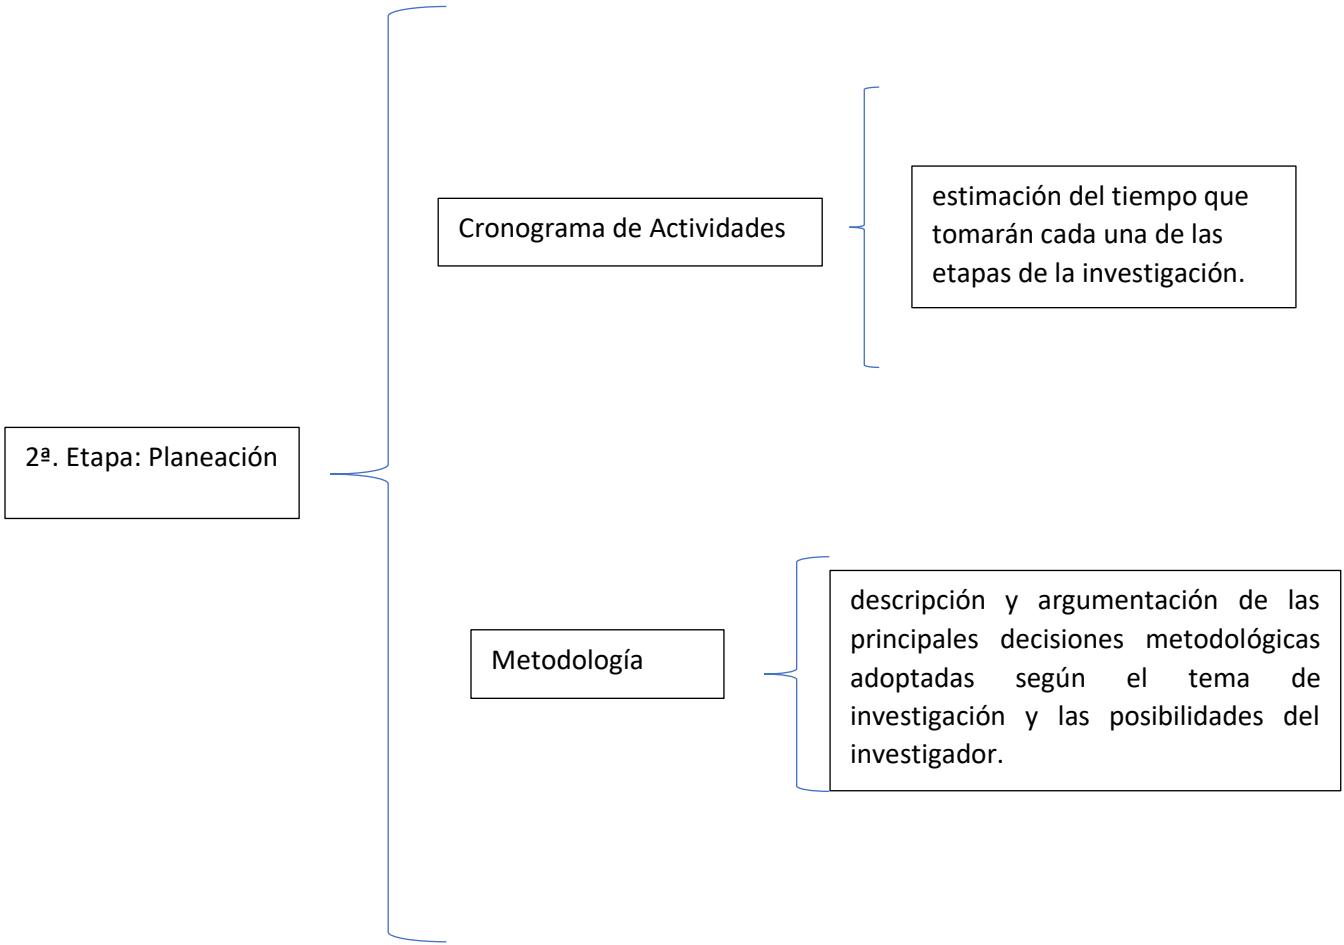 2ª. Etapa: Planeación
Cronograma de Actividades
estimación del tiempo que
tomarán cada una de las
etapas de la investigación.
Metodología
descripción y argumentación de las
principales decisiones metodológicas
adoptadas según el tema de
investigación y las posibilidades del
investigador.